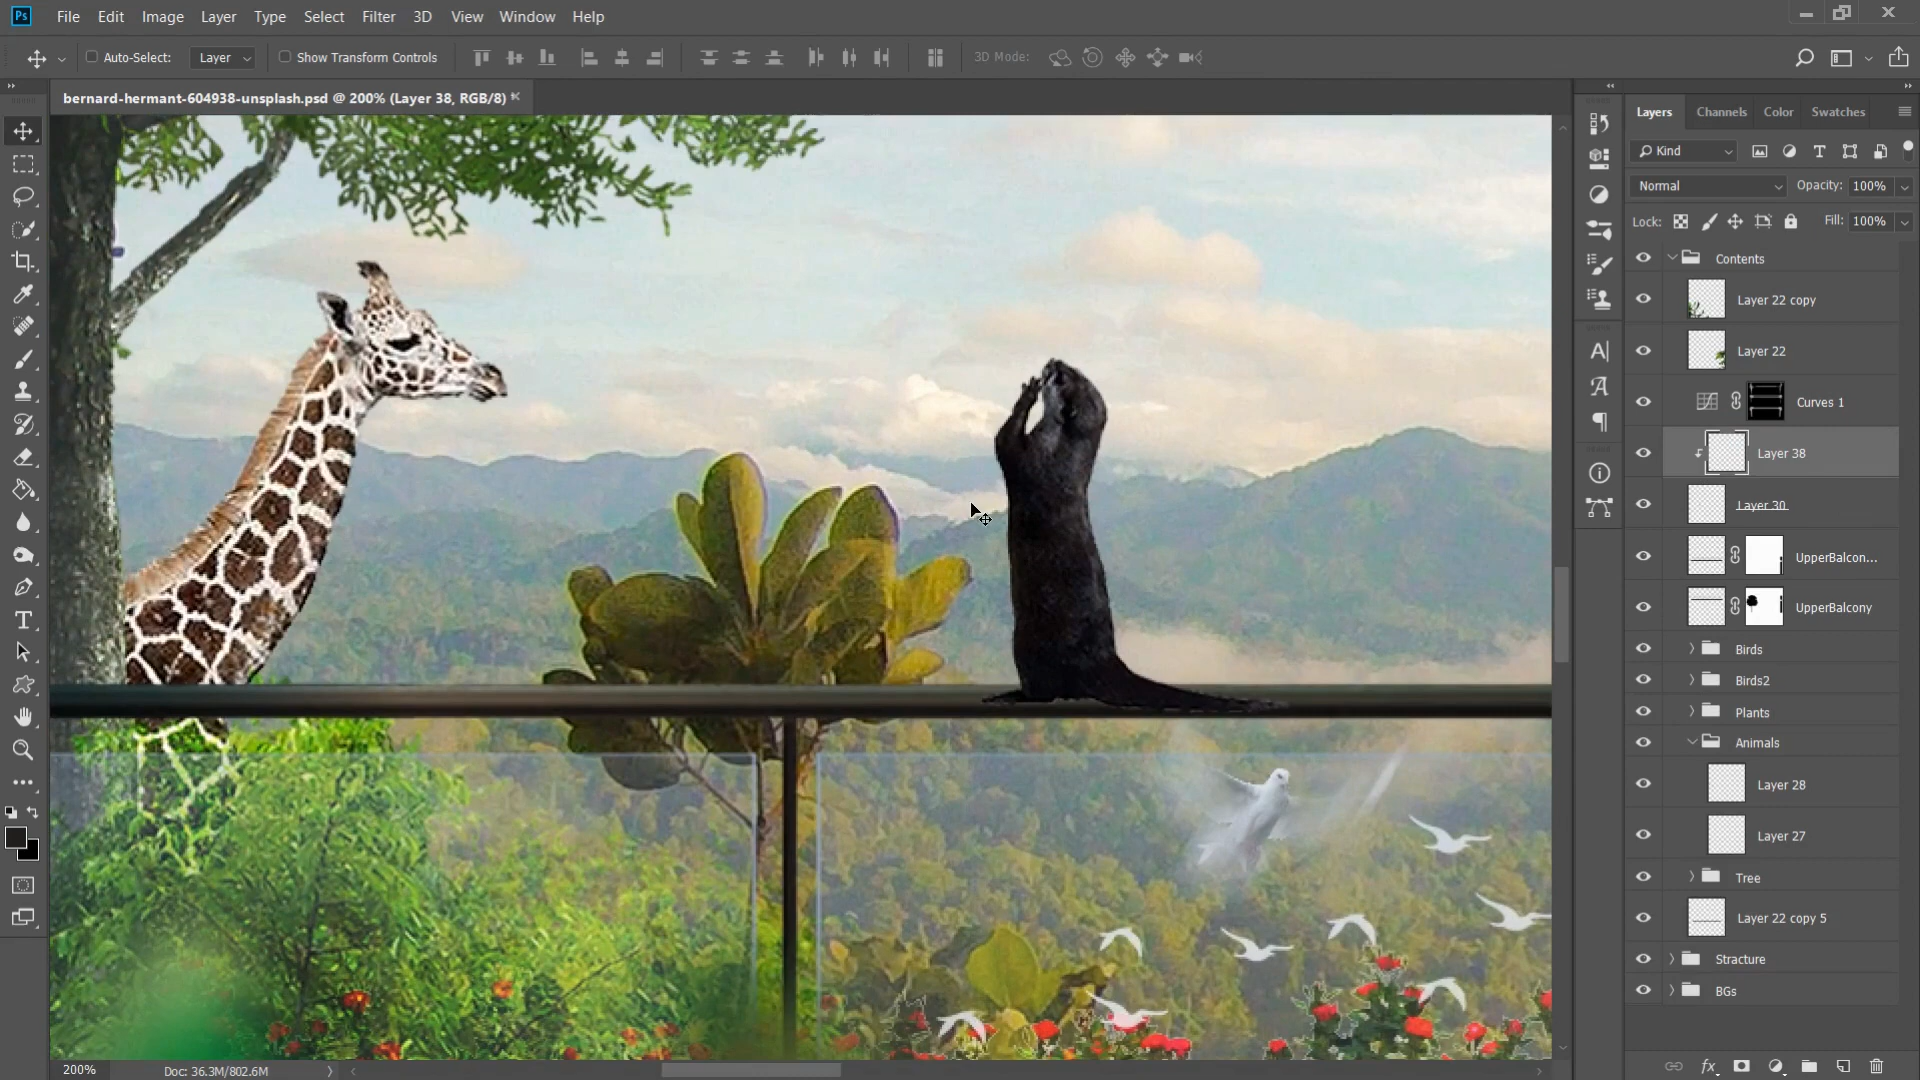 Ps File Edit Image Layer Type Select Filter 3D View Window Help
Auto-Select: Layer Show Transform Controls 3D Mode:
bernard-hermant-604938-unsplash.psd @ 200% (Layer 38, RGB/8)
Layers Channels Color Swatches
Kind
Normal Opacity: 100%
Lock: Fill: 100%
Contents
Layer 22 copy
Layer 22
Curves 1
Layer 38
Layer 30
UpperBalcon...
UpperBalcony
Birds
Birds2
Plants
Animals
Layer 28
Layer 27
Tree
Layer 22 copy 5
Stracture
BGs
200% Doc: 36.3M/802.6M
fx